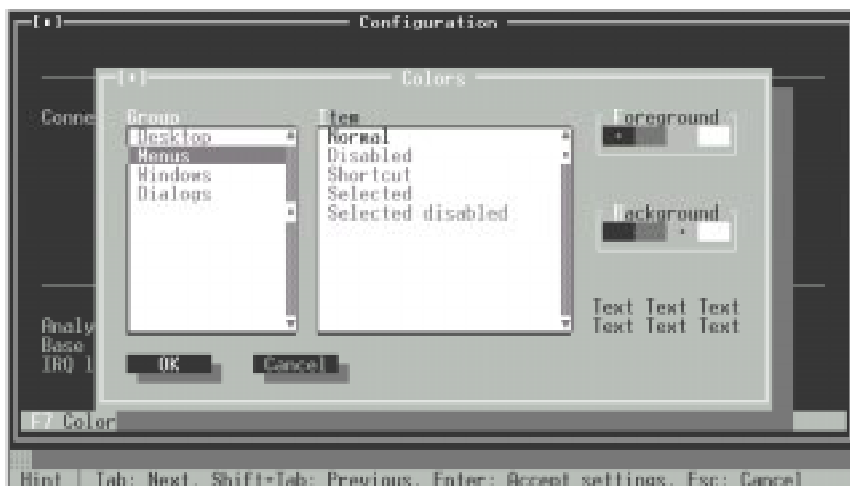 Configuration
Colors
Conne
Group
Desktop
Menus
Windows
Dialogs
Item
Normal
Disabled
Shortcut
Selected
Selected disabled
Foreground
Background
Text Text Text
Text Text Text
Analy
Base
IRQ l
OK
Cancel
F7 Color
Hint | Tab: Next. Shift+Tab: Previous. Enter: Accept settings. Esc: Cancel